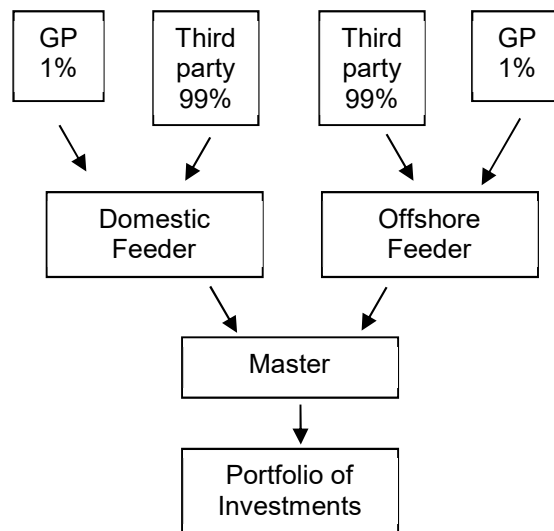 GP
1%
Third
party
99%
Third
party
99%
GP
1%
Domestic
Feeder
Offshore
Feeder
Master
Portfolio of
Investments